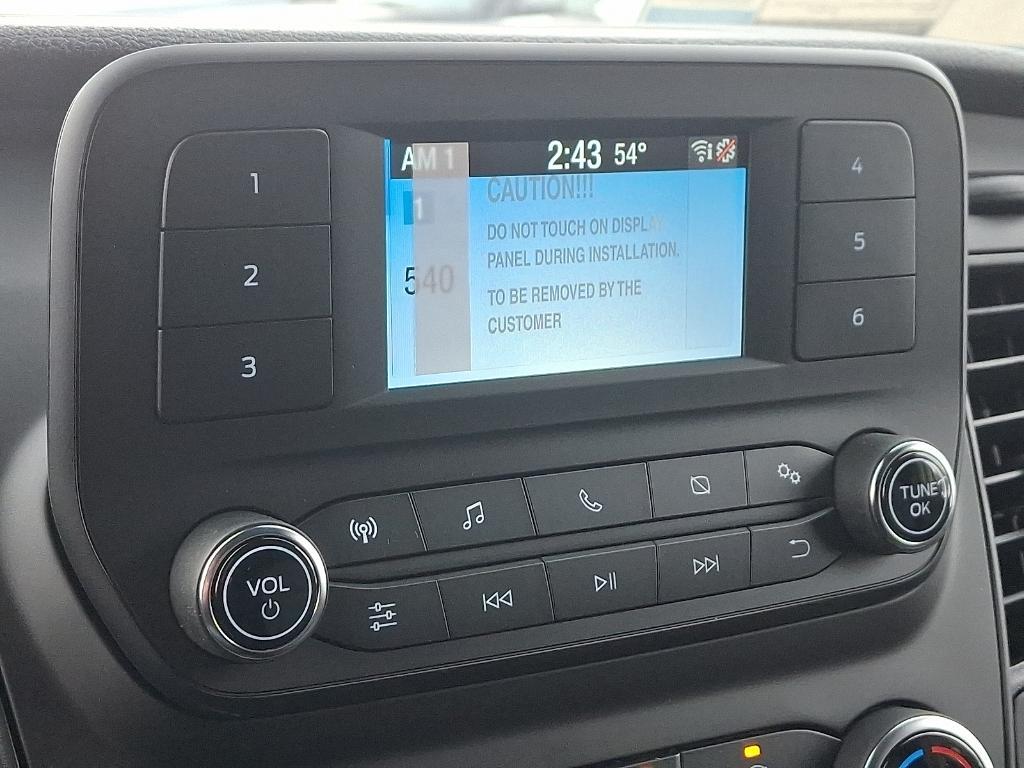 AM 1 2:43 54°
1
CAUTION!!!
DO NOT TOUCH ON DISPLAY
PANEL DURING INSTALLATION.
TO BE REMOVED BY THE
CUSTOMER
540
1
2
3
4
5
6
VOL
TUNE
OK